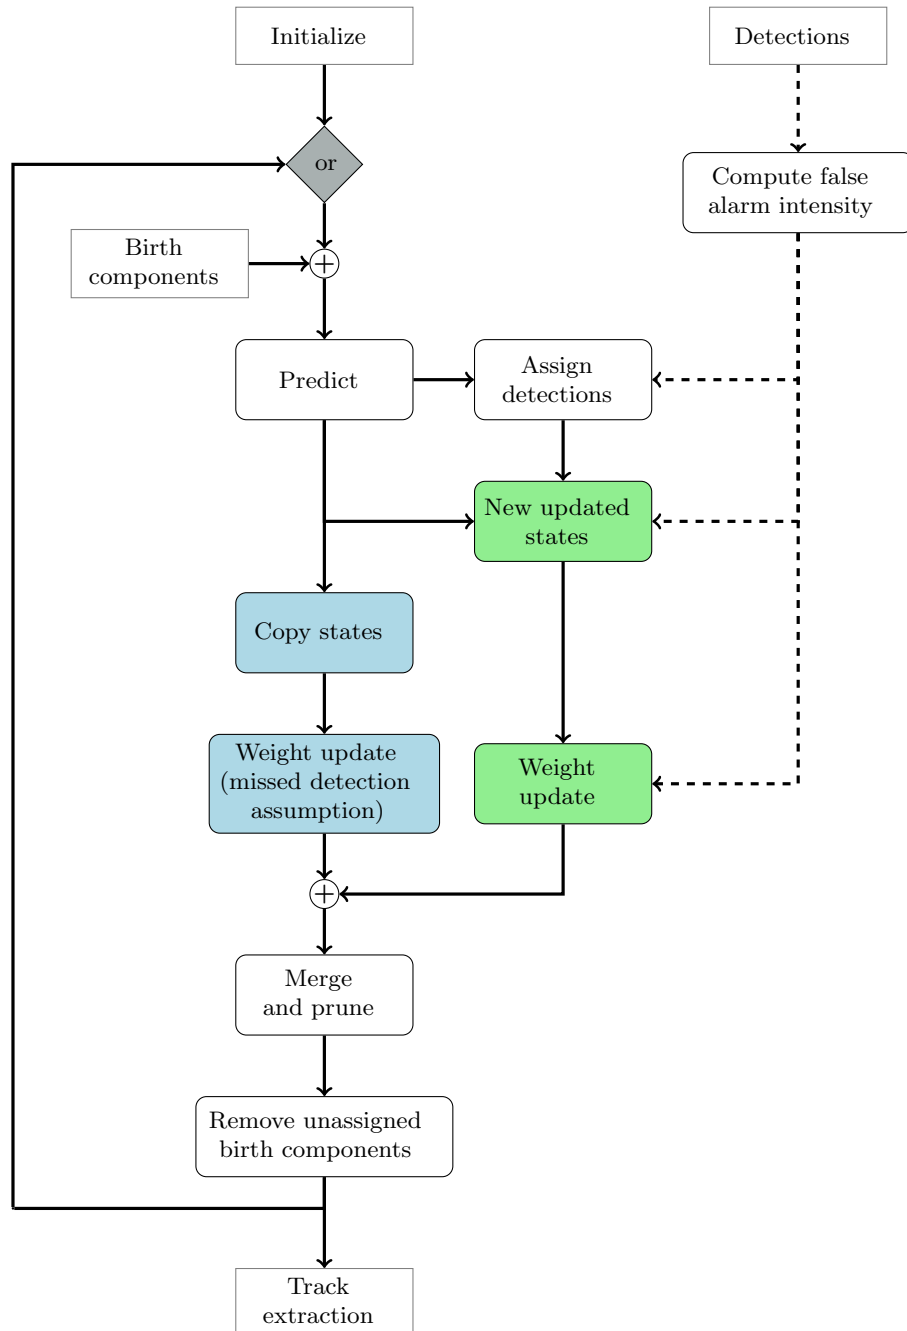 Initialize
Detections
or
Compute false
alarm intensity
Birth
components
+
Predict
Assign
detections
New updated
states
Copy states
Weight update
(missed detection
assumption)
Weight
update
+
Merge
and prune
Remove unassigned
birth components
Track
extraction